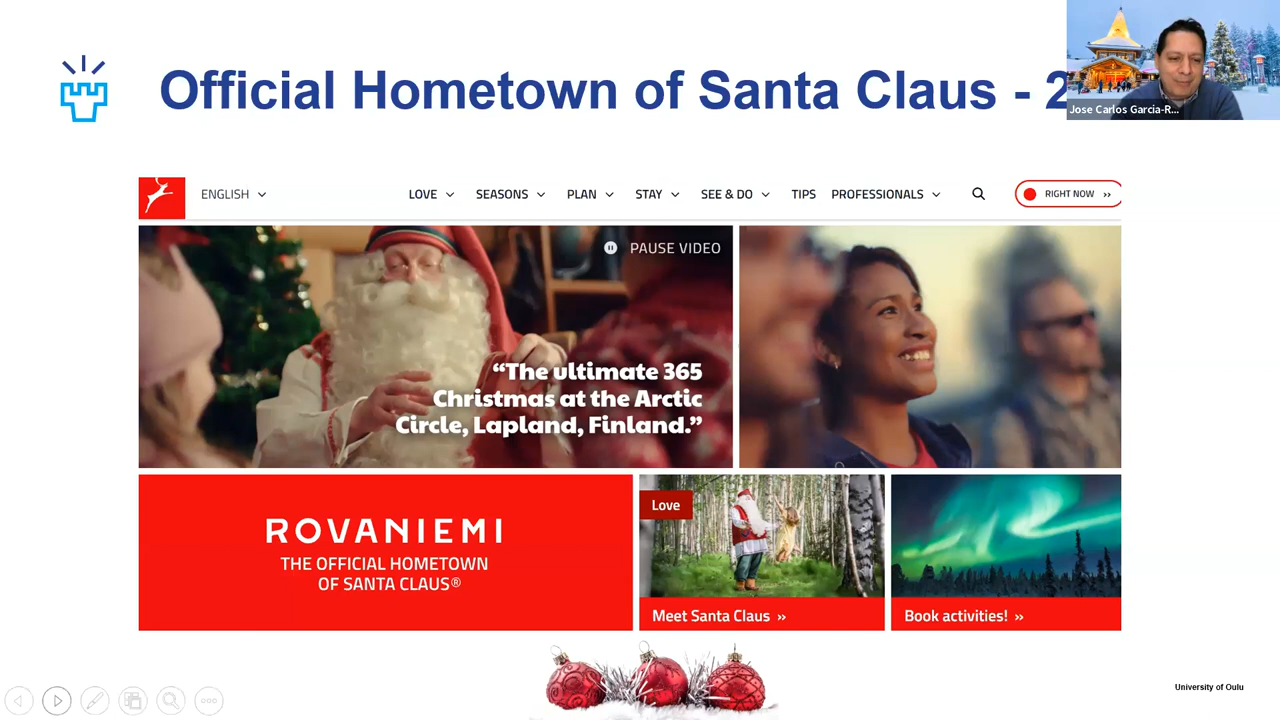 Official Hometown of Santa Claus - 2
Jose Carlos Garcia-R...
ENGLISH
LOVE SEASONS PLAN STAY SEE & DO TIPS PROFESSIONALS
RIGHT NOW ››
PAUSE VIDEO
“The ultimate 365
Christmas at the Arctic
Circle, Lapland, Finland.”
ROVANIEMI
THE OFFICIAL HOMETOWN
OF SANTA CLAUS®
Love
Meet Santa Claus ››
Book activities! ››
University of Oulu